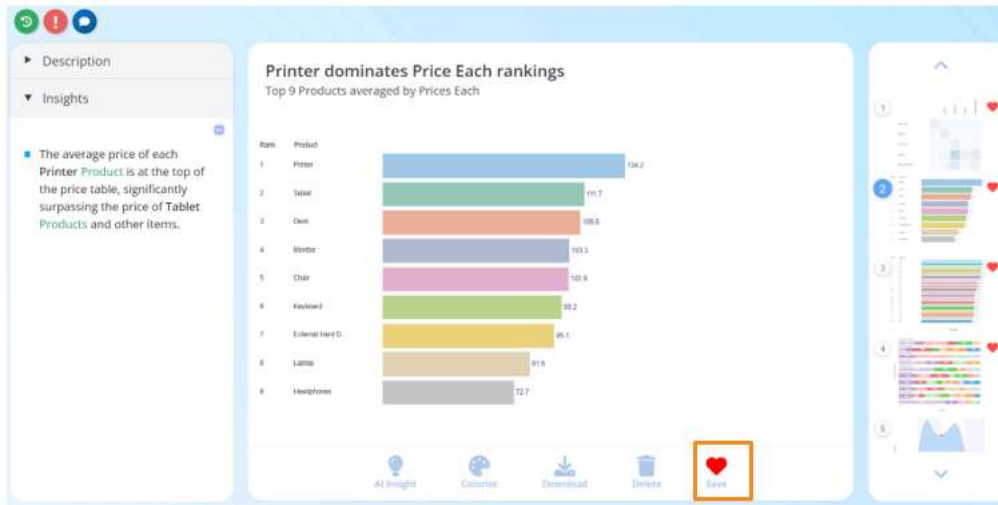 Description
Insights
The average price of each
Printer Product is at the top of
the price table, significantly
surpassing the price of Tablet
Products and other items.
Printer dominates Price Each rankings
Top 9 Products averaged by Prices Each
Rank Product
1 Printer 134.2
2 Tablet 111.7
3 Desk 109.5
4 Monitor 103.3
5 Chair 102.9
6 Keyboard 99.2
7 External Hard D... 95.1
8 Laptop 81.6
9 Headphones 72.7
AI Insight
Colorize
Download
Delete
Save
1
2
3
4
5